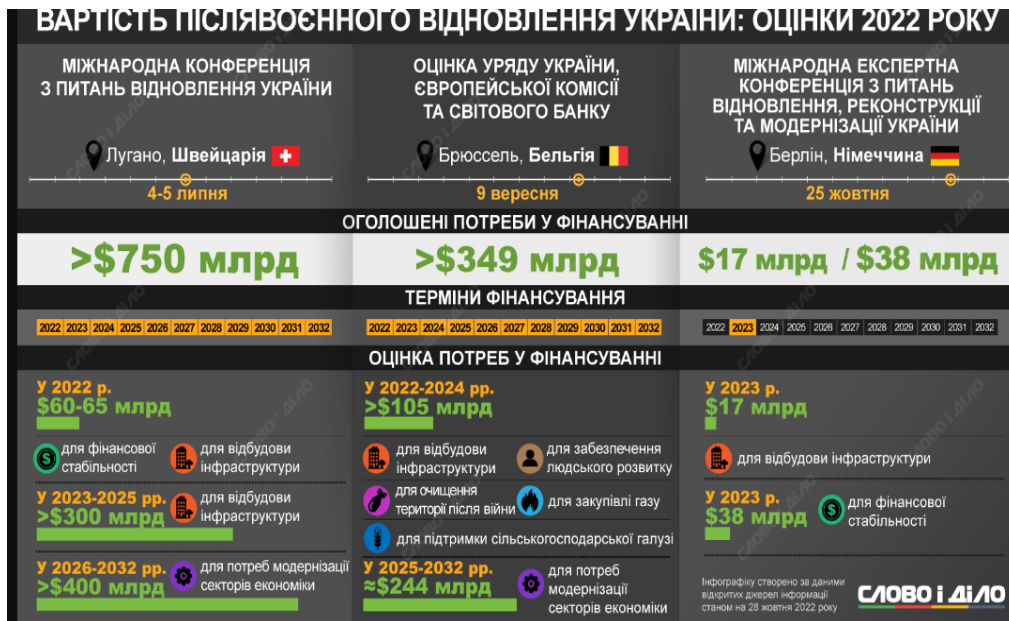 ВАРТІСТЬ ПІСЛЯВОЄННОГО ВІДНОВЛЕННЯ УКРАЇНИ: ОЦІНКИ 2022 РОКУ
МІЖНАРОДНА КОНФЕРЕНЦІЯ
З ПИТАНЬ ВІДНОВЛЕННЯ УКРАЇНИ
Лугано, Швейцарія
4-5 липня
ОЦІНКА УРЯДУ УКРАЇНИ,
ЄВРОПЕЙСЬКОЇ КОМІСІЇ
ТА СВІТОВОГО БАНКУ
Брюссель, Бельгія
9 вересня
МІЖНАРОДНА ЕКСПЕРТНА
КОНФЕРЕНЦІЯ З ПИТАНЬ
ВІДНОВЛЕННЯ, РЕКОНСТРУКЦІЇ
ТА МОДЕРНІЗАЦІЇ УКРАЇНИ
Берлін, Німеччина
25 жовтня
ОГОЛОШЕНІ ПОТРЕБИ У ФІНАНСУВАННІ
>$750 млрд
>$349 млрд
$17 млрд / $38 млрд
ТЕРМІНИ ФІНАНСУВАННЯ
2022 2023 2024 2025 2026 2027 2028 2029 2030 2031 2032
2022 2023 2024 2025 2026 2027 2028 2029 2030 2031 2032
2022 2023 2024 2025 2026 2027 2028 2029 2030 2031 2032
ОЦІНКА ПОТРЕБ У ФІНАНСУВАННІ
У 2022 р.
$60-65 млрд
для фінансової
стабільності
для відбудови
інфраструктури
У 2023-2025 рр.
>$300 млрд
для відбудови
інфраструктури
У 2026-2032 рр.
>$400 млрд
для потреб модернізації
секторів економіки
У 2022-2024 рр.
>$105 млрд
для відбудови
інфраструктури
для забезпечення
людського розвитку
для очищення
території після війни
для закупівлі газу
для підтримки сільськогосподарської галузі
У 2025-2032 рр.
≈$244 млрд
для потреб
модернізації
секторів економіки
У 2023 р.
$17 млрд
для відбудови інфраструктури
У 2023 р.
$38 млрд
для фінансової
стабільності
Інфографіку створено за даними
відкритих джерел інформації
станом на 28 жовтня 2022 року
СЛОВО і ДІЛО